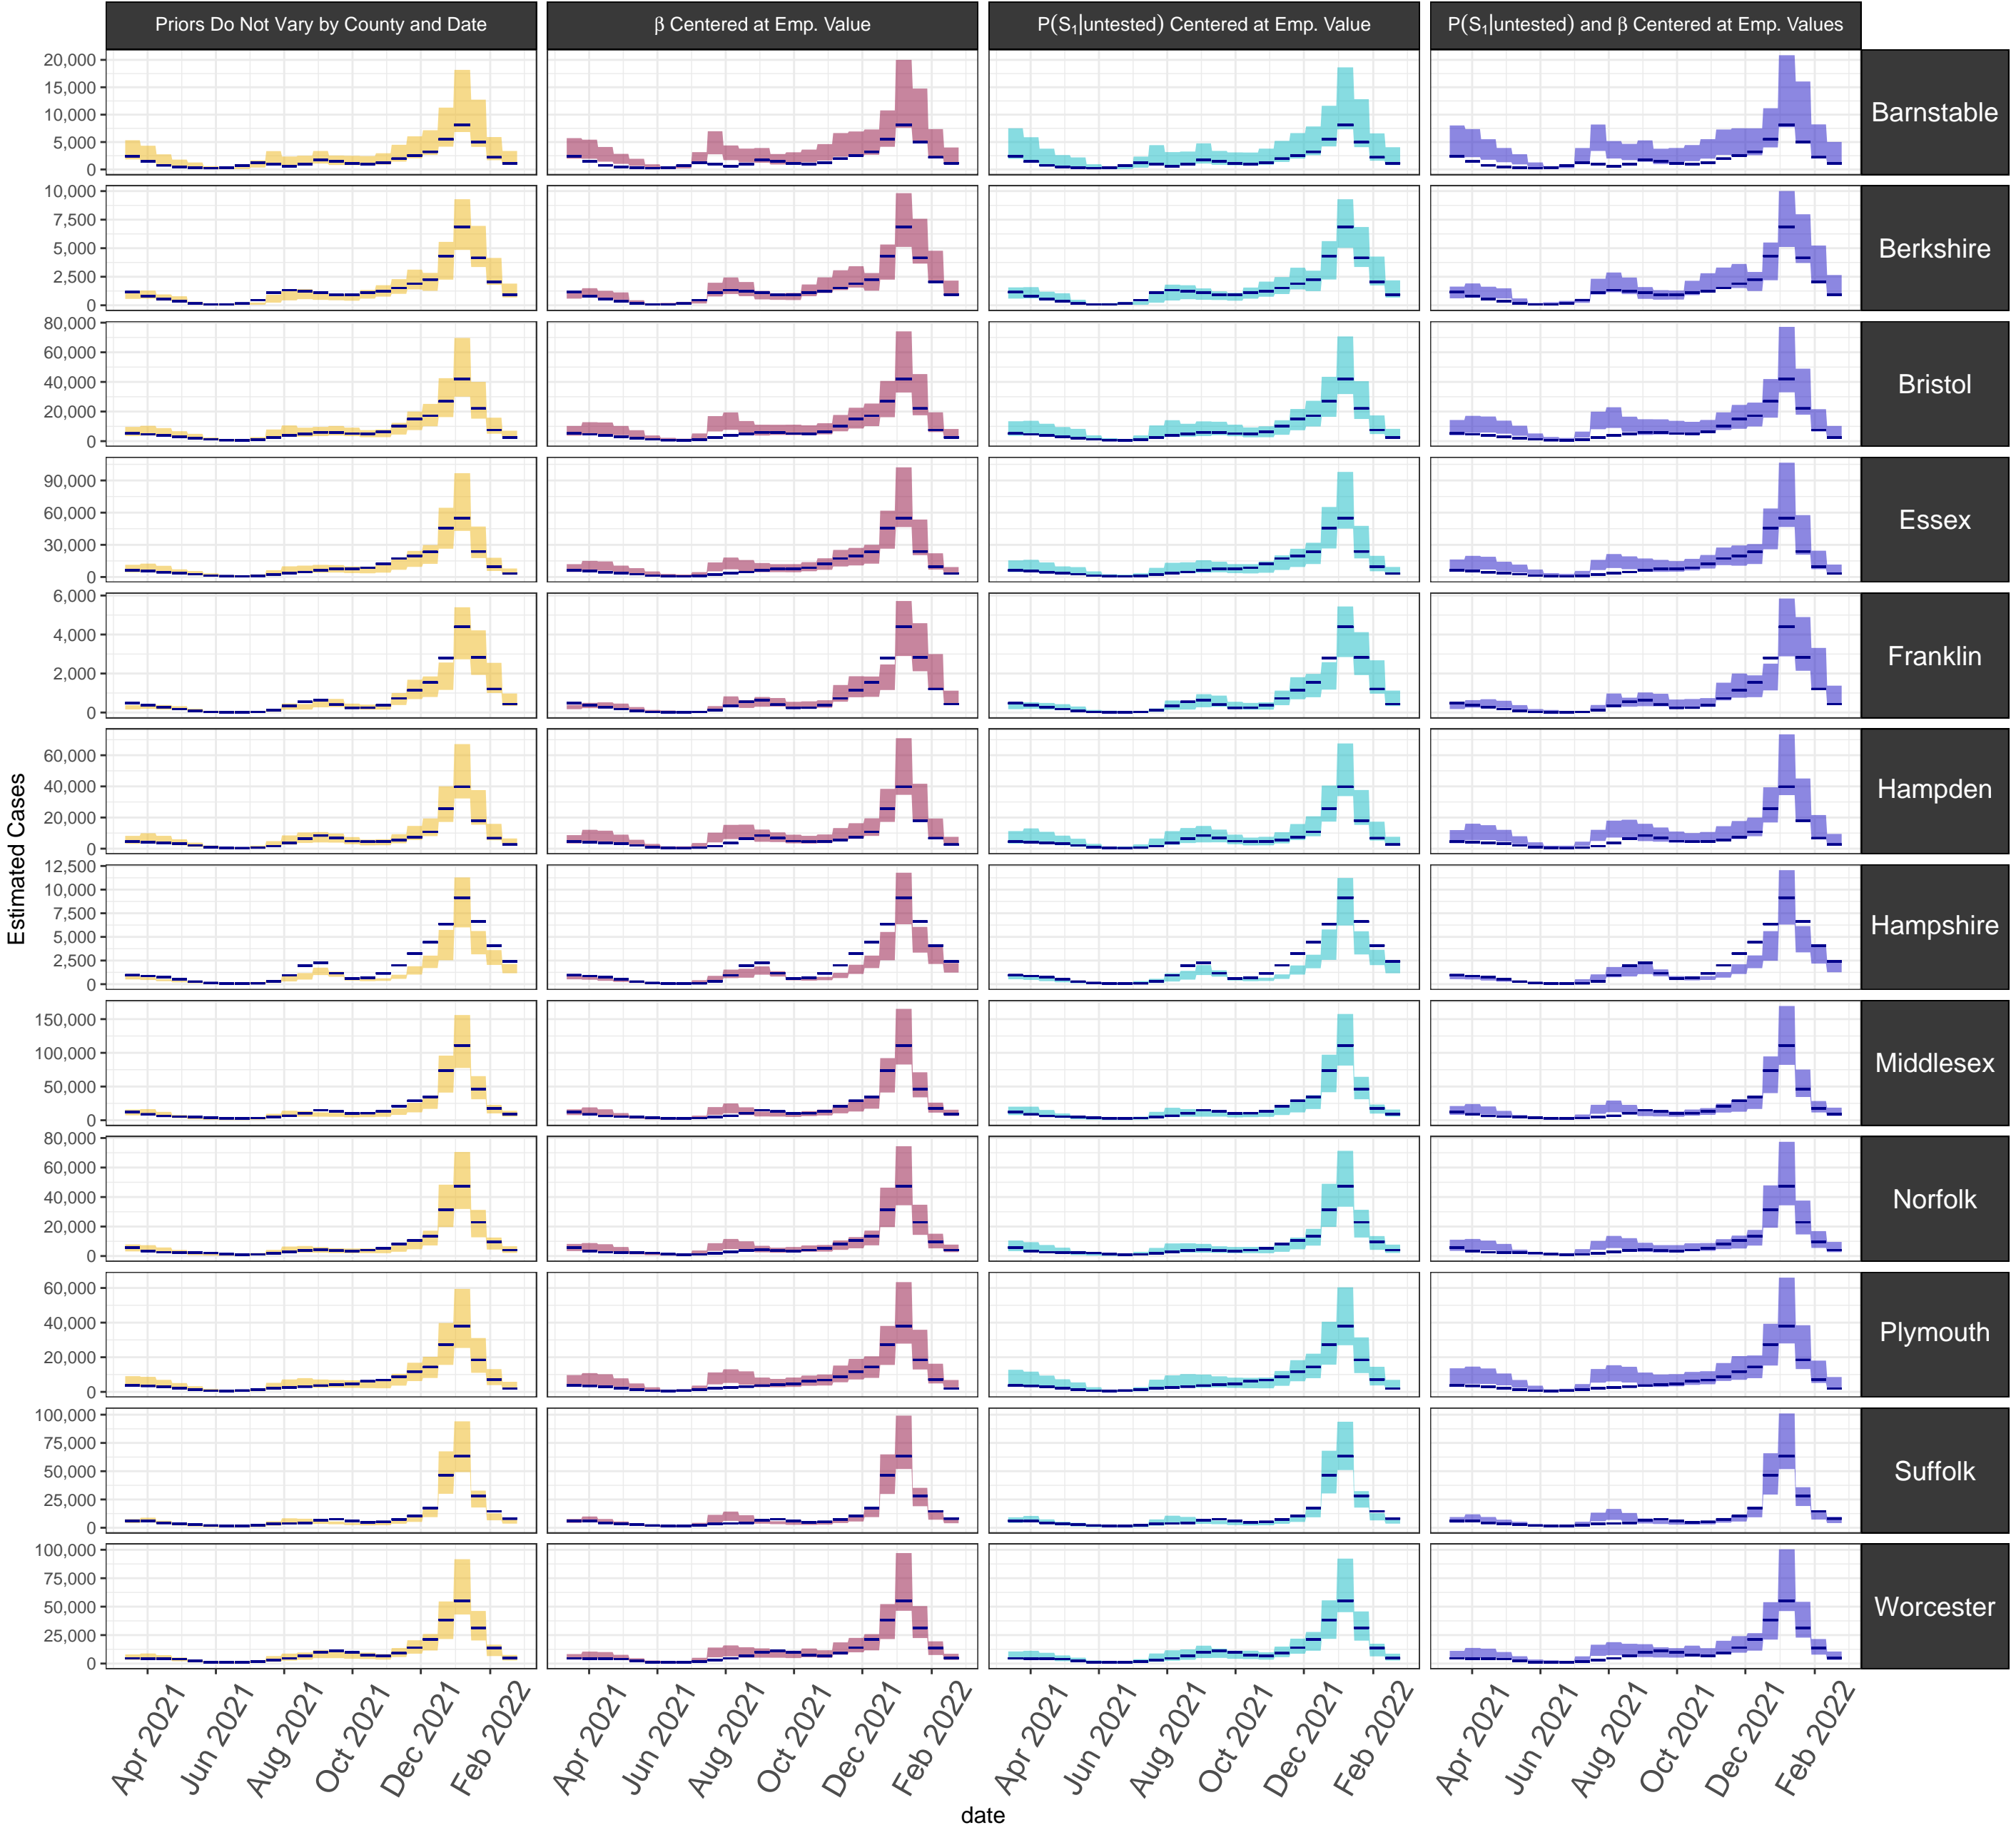 Priors Do Not Vary by County and Date
β Centered at Emp. Value
P(S₁|untested) Centered at Emp. Value
P(S₁|untested) and β Centered at Emp. Values
Estimated Cases
20,000
15,000
10,000
5,000
0
Barnstable
10,000
7,500
5,000
2,500
0
Berkshire
80,000
60,000
40,000
20,000
0
Bristol
90,000
60,000
30,000
0
Essex
6,000
4,000
2,000
0
Franklin
60,000
40,000
20,000
0
Hampden
12,500
10,000
7,500
5,000
2,500
0
Hampshire
150,000
100,000
50,000
0
Middlesex
80,000
60,000
40,000
20,000
0
Norfolk
60,000
40,000
20,000
0
Plymouth
100,000
75,000
50,000
25,000
0
Suffolk
100,000
75,000
50,000
25,000
0
Worcester
Apr 2021
Jun 2021
Aug 2021
Oct 2021
Dec 2021
Feb 2022
Apr 2021
Jun 2021
Aug 2021
Oct 2021
Dec 2021
Feb 2022
Apr 2021
Jun 2021
Aug 2021
Oct 2021
Dec 2021
Feb 2022
Apr 2021
Jun 2021
Aug 2021
Oct 2021
Dec 2021
Feb 2022
date